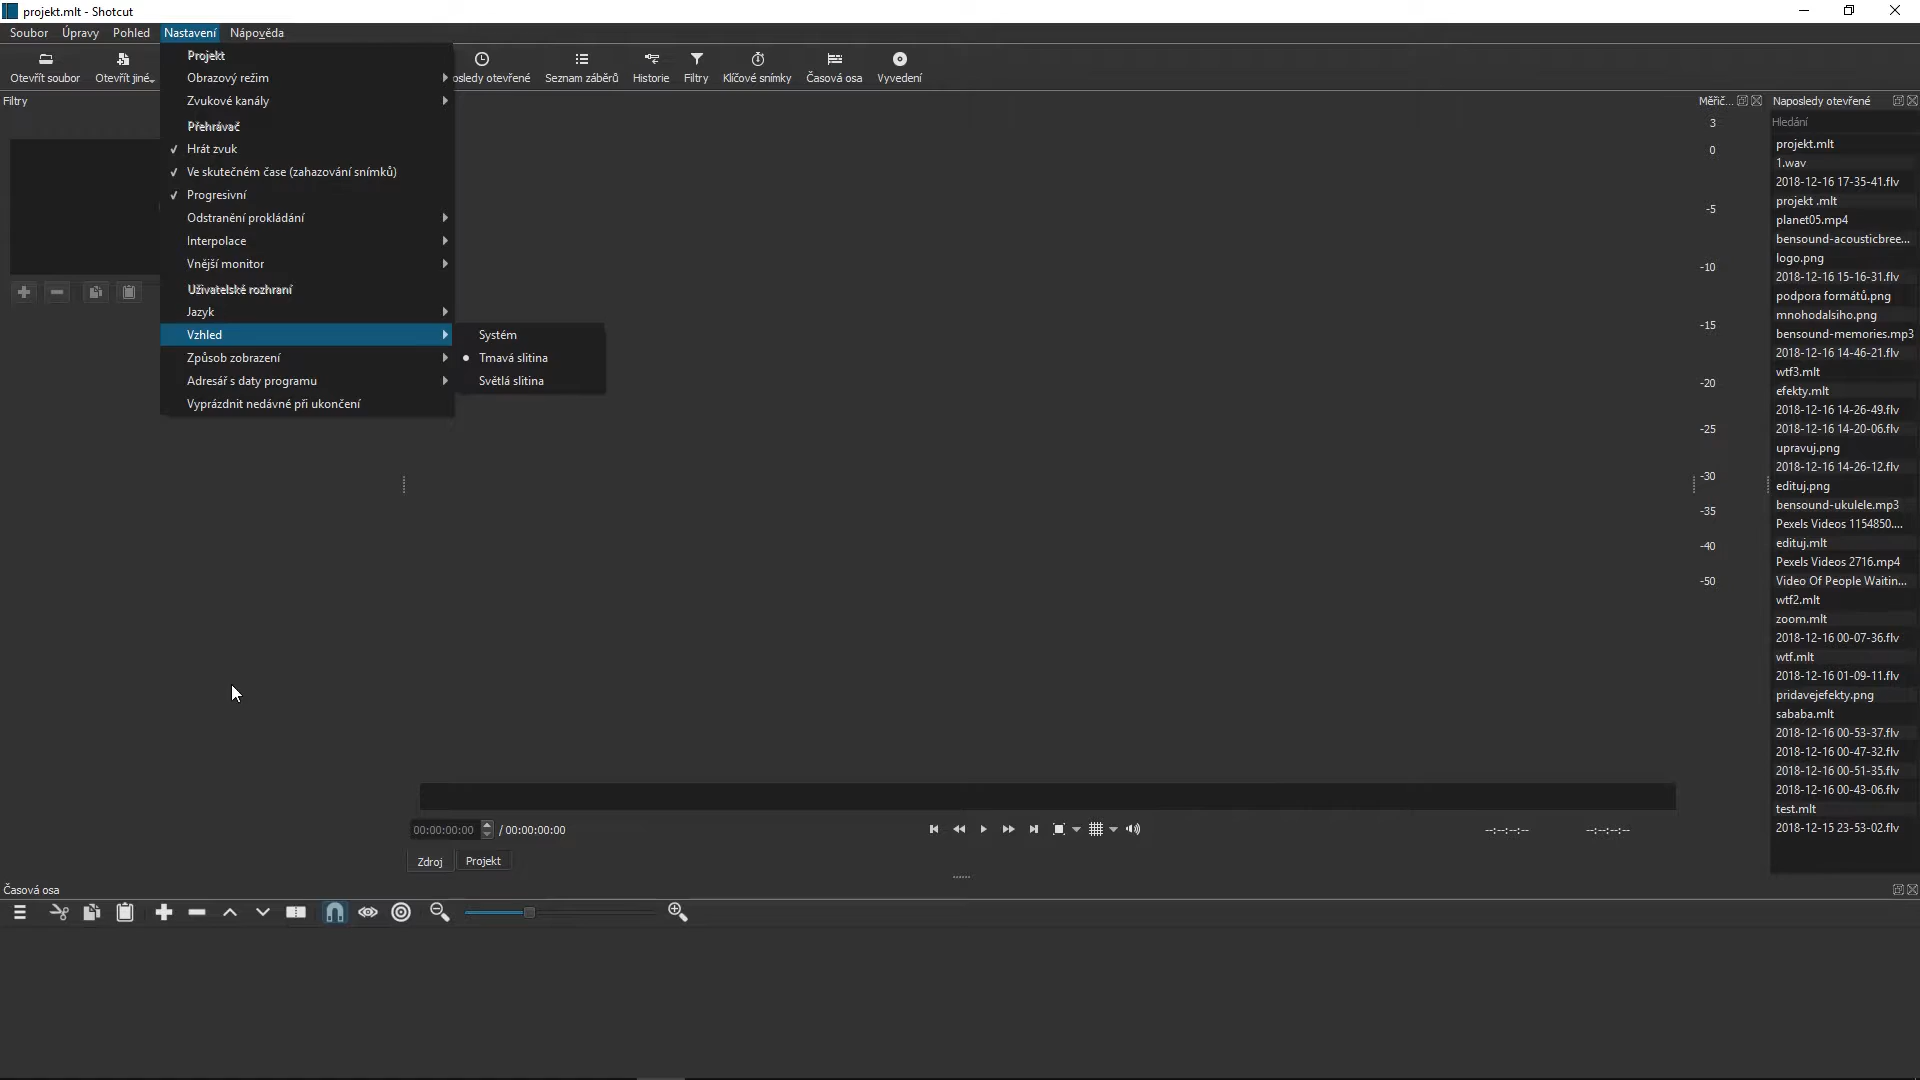 projekt.mlt - Shotcut
Soubor Úpravy Pohled Nastavení Nápověda
Otevřít soubor Otevřít jiné oslední otevřené Seznam záběrů Historie Filtry Klíčové snímky Časová osa Vyvedení
Filtry
Projekt
Obrazový režim
Zvukové kanály
Přehrávač
Hrát zvuk
Ve skutečném čase (zahazování snímků)
Progresivní
Odstranění prokládání
Interpolace
Vnější monitor
Uživatelské rozhraní
Jazyk
Vzhled
Způsob zobrazení
Adresář s daty programu
Vyprázdnit nedávné při ukončení
Systém
Tmavá slitina
Světlá slitina
Měřič...
3
0
-5
-10
-15
-20
-25
-30
-35
-40
-50
Naposledy otevřené
Hledání
projekt.mlt
1.wav
2018-12-16 17-35-41.flv
projekt .mlt
planet05.mp4
bensound-acousticbree...
logo.png
2018-12-16 15-16-31.flv
podpora formátů.png
mnohodalsiho.png
bensound-memories.mp3
2018-12-16 14-46-21.flv
wtf3.mlt
efekty.mlt
2018-12-16 14-26-49.flv
2018-12-16 14-20-06.flv
upravuj.png
2018-12-16 14-26-12.flv
edituj.png
bensound-ukulele.mp3
Pexels Videos 1154850....
edituj.mlt
Pexels Videos 2716.mp4
Video Of People Waitin...
wtf2.mlt
zoom.mlt
2018-12-16 00-07-36.flv
wtf.mlt
2018-12-16 01-09-11.flv
pridavejefekty.png
sababa.mlt
2018-12-16 00-53-37.flv
2018-12-16 00-47-32.flv
2018-12-16 00-51-35.flv
2018-12-16 00-43-06.flv
test.mlt
2018-12-15 23-53-02.flv
00:00:00:00 / 00:00:00:00 --:--:--:-- --:--:--:--
Zdroj Projekt
Časová osa